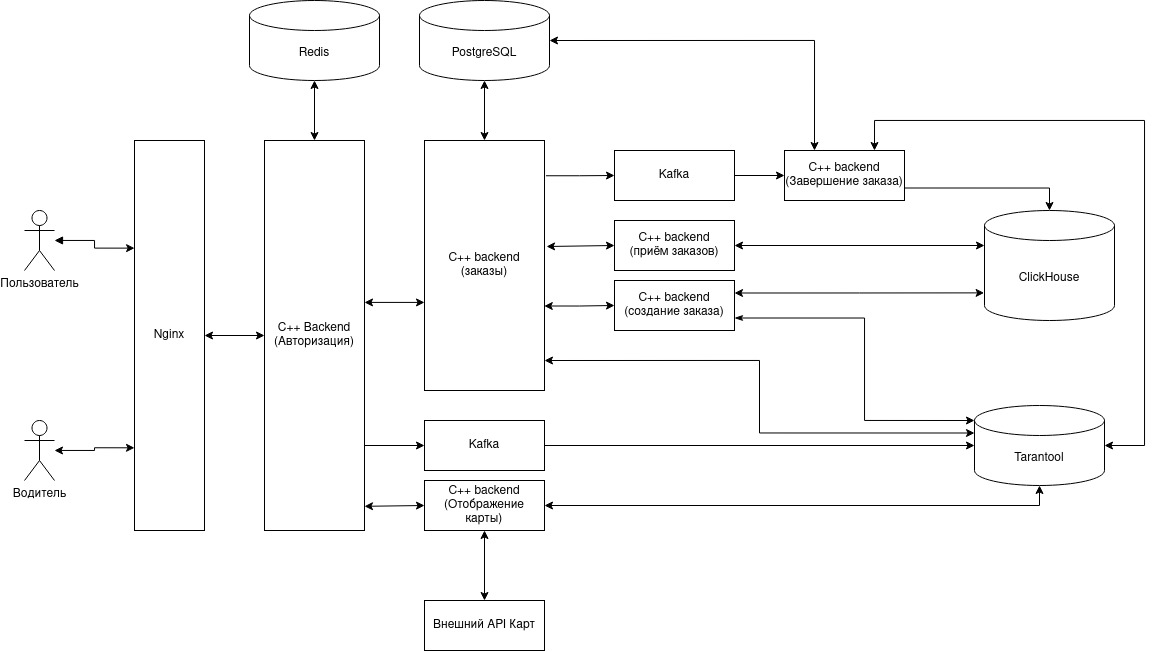 Redis
PostgreSQL
Kafka
C++ backend
(Завершение заказа)
Пользователь
Nginx
C++ Backend
(Авторизация)
C++ backend
(заказы)
C++ backend
(приём заказов)
C++ backend
(создание заказа)
ClickHouse
Водитель
Kafka
Tarantool
C++ backend
(Отображение
карты)
Внешний API Карт